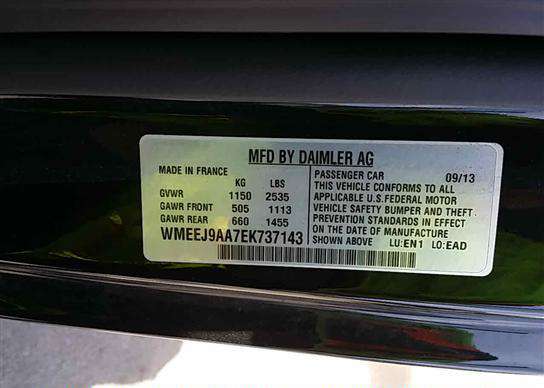 MFD BY DAIMLER AG
MADE IN FRANCE
KG LBS
GVWR 1150 2535
GAWR FRONT 505 1113
GAWR REAR 660 1455
WMEEJ9AA7EK737143
PASSENGER CAR 09/13
THIS VEHICLE CONFORMS TO ALL
APPLICABLE U.S.FEDERAL MOTOR
VEHICLE SAFETY BUMPER AND THEFT
PREVENTION STANDARDS IN EFFECT
ON THE DATE OF MANUFACTURE
SHOWN ABOVE LU:EN1 LO:EAD